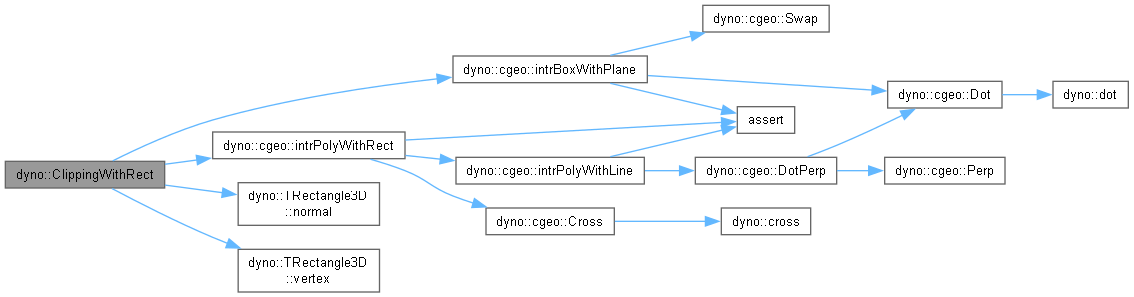 dyno::cgeo::Swap
dyno::cgeo::intrBoxWithPlane
dyno::cgeo::Dot
dyno::dot
assert
dyno::cgeo::intrPolyWithRect
dyno::ClippingWithRect
dyno::cgeo::intrPolyWithLine
dyno::cgeo::DotPerp
dyno::cgeo::Perp
dyno::TRectangle3D
::normal
dyno::cgeo::Cross
dyno::cross
dyno::TRectangle3D
::vertex